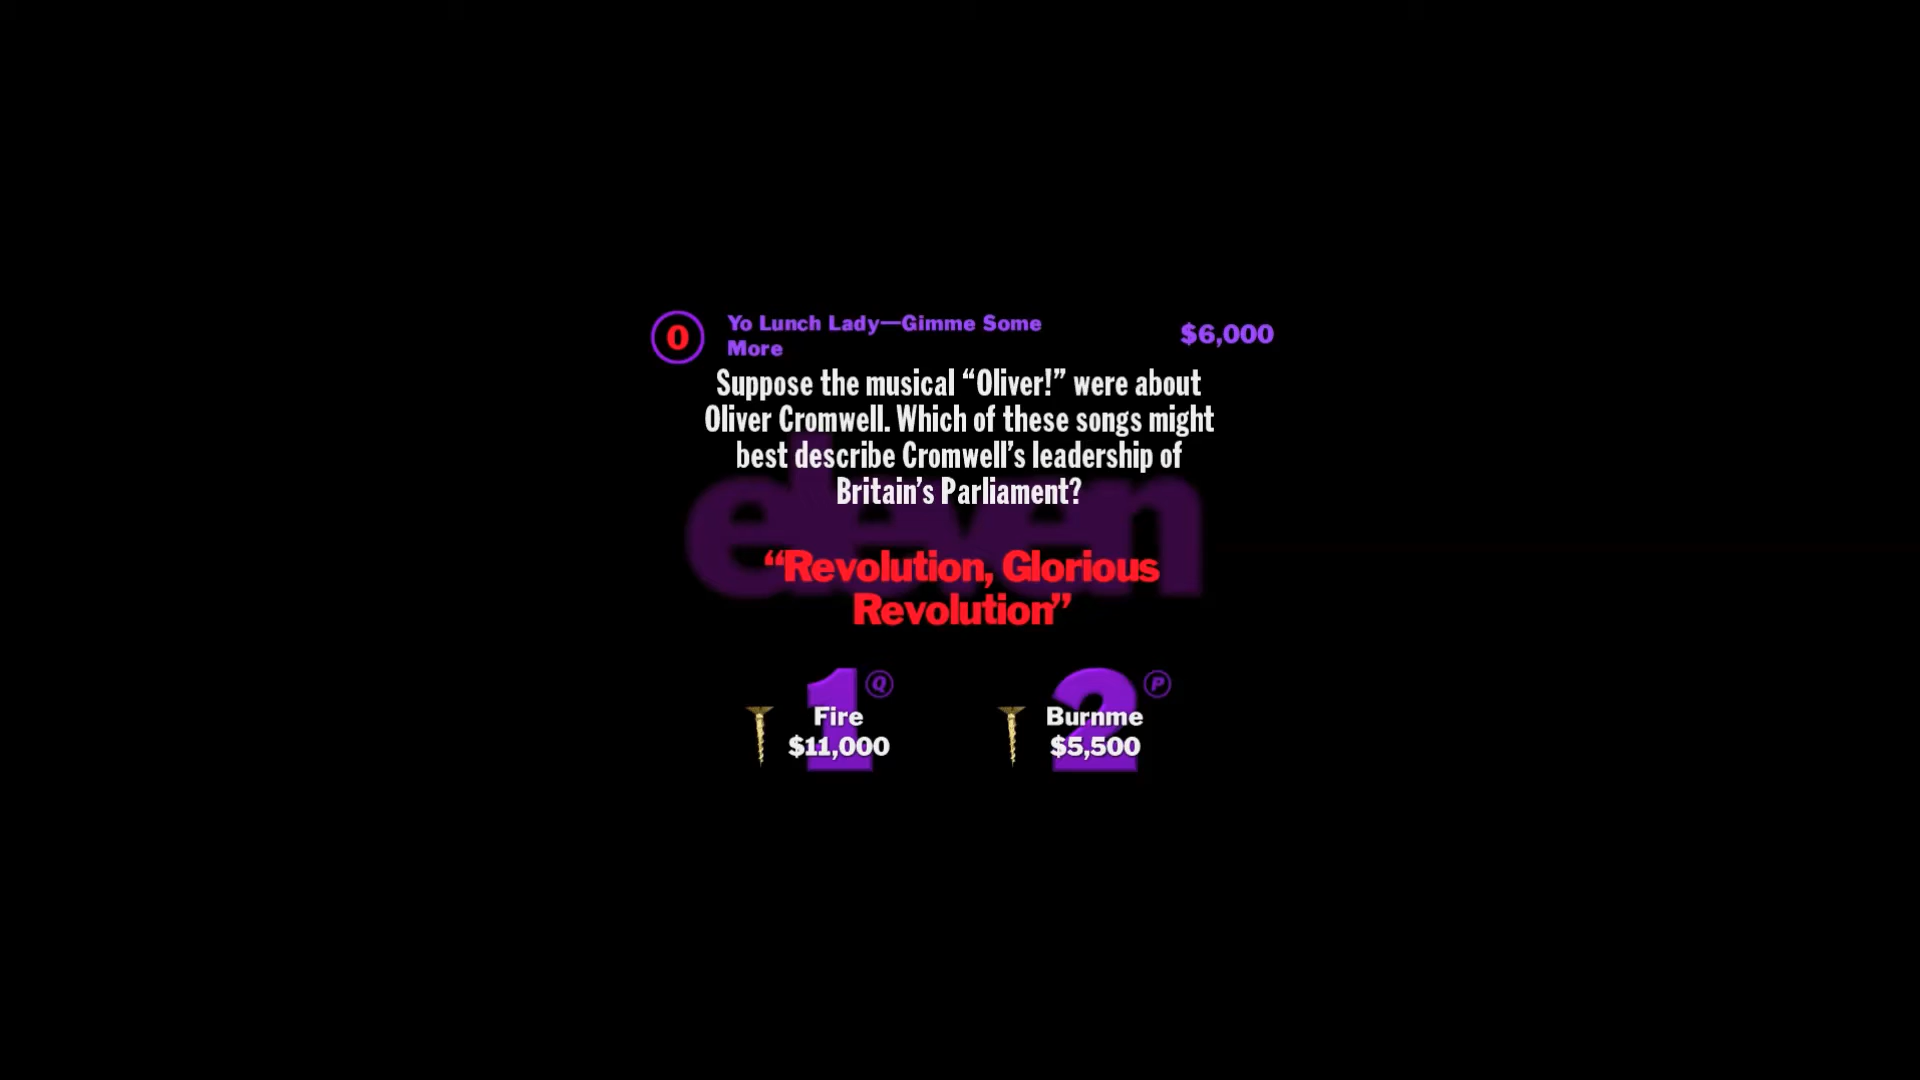 0
Yo Lunch Lady—Gimme Some
More
$6,000
Suppose the musical “Oliver!” were about
Oliver Cromwell. Which of these songs might
best describe Cromwell’s leadership of
Britain’s Parliament?
eleven
“Revolution, Glorious
Revolution”
1 Q
Fire
$11,000
2 P
Burnme
$5,500